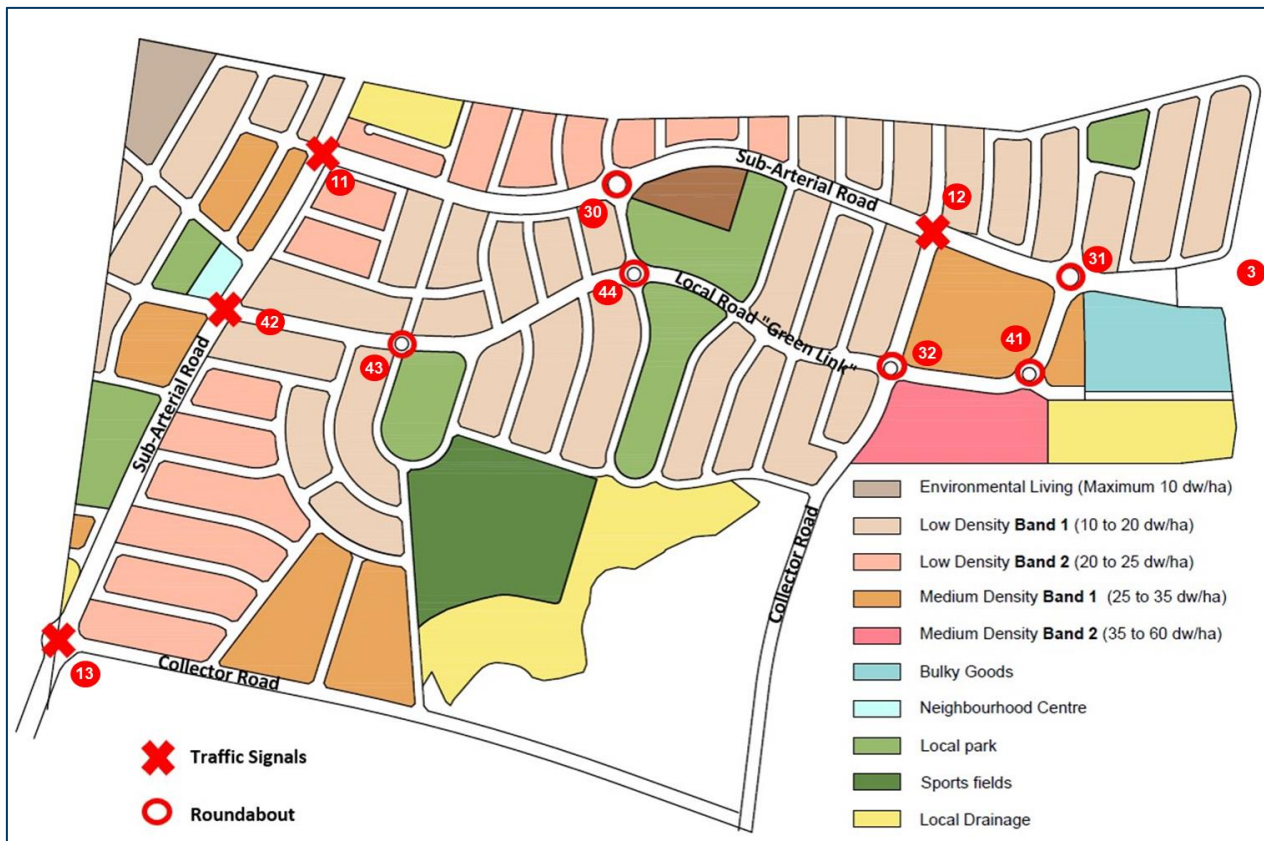 11
Sub-Arterial Road
12
30
31
3
44
Local Road "Green Link"
42
41
32
43
Sub-Arterial Road
Collector Road
13
Collector Road
Traffic Signals
Roundabout
Environmental Living (Maximum 10 dw/ha)
Low Density Band 1 (10 to 20 dw/ha)
Low Density Band 2 (20 to 25 dw/ha)
Medium Density Band 1 (25 to 35 dw/ha)
Medium Density Band 2 (35 to 60 dw/ha)
Bulky Goods
Neighbourhood Centre
Local park
Sports fields
Local Drainage